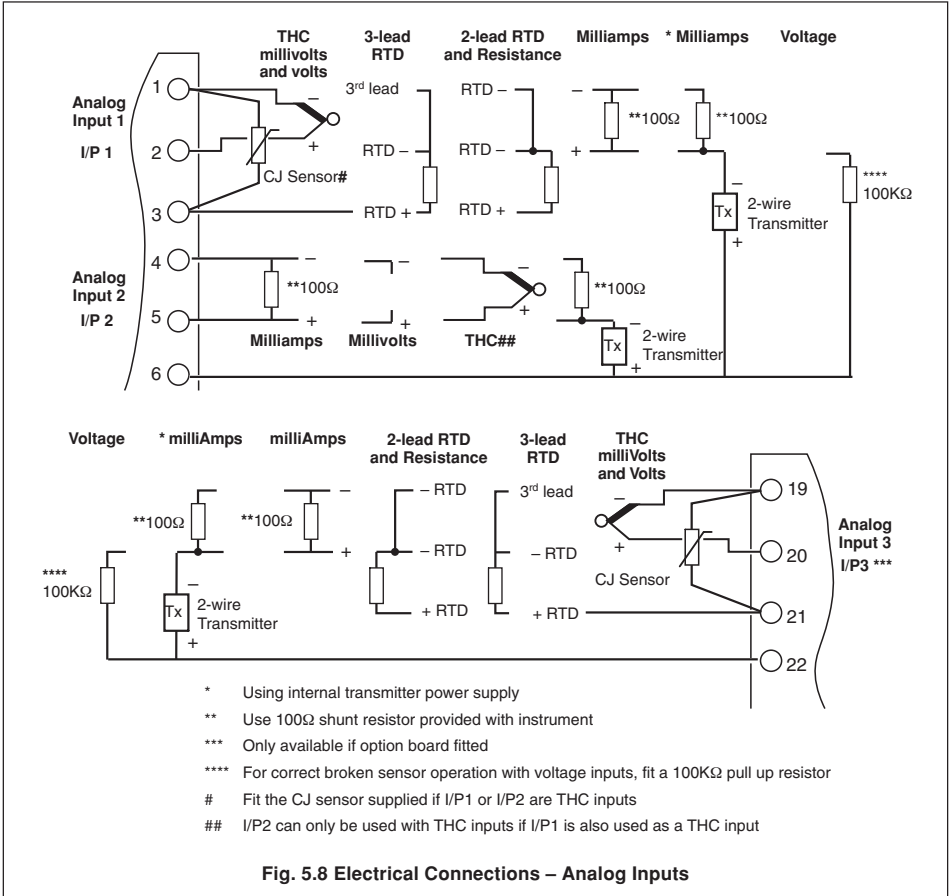 THC millivolts and volts
3-lead RTD
2-lead RTD and Resistance
Milliamps
* Milliamps
Voltage
Analog Input 1
I/P 1
1
2
3
CJ Sensor#
–
+
3rd lead
RTD –
RTD +
RTD –
RTD –
RTD +
–
+
**100Ω
**100Ω
–
Tx
+
2-wire Transmitter
****
100KΩ
Analog Input 2
I/P 2
4
5
6
–
**100Ω
+
Milliamps
–
+
Millivolts
–
+
THC##
**100Ω
–
Tx
+
2-wire Transmitter
Voltage
* milliAmps
milliAmps
2-lead RTD and Resistance
3-lead RTD
THC milliVolts and Volts
****
100KΩ
**100Ω
–
Tx
+
2-wire Transmitter
**100Ω
–
+
– RTD
– RTD
+ RTD
3rd lead
– RTD
+ RTD
–
+
CJ Sensor
19
20
21
22
Analog Input 3
I/P3 ***
* Using internal transmitter power supply
** Use 100Ω shunt resistor provided with instrument
*** Only available if option board fitted
**** For correct broken sensor operation with voltage inputs, fit a 100KΩ pull up resistor
# Fit the CJ sensor supplied if I/P1 or I/P2 are THC inputs
## I/P2 can only be used with THC inputs if I/P1 is also used as a THC input
Fig. 5.8 Electrical Connections – Analog Inputs